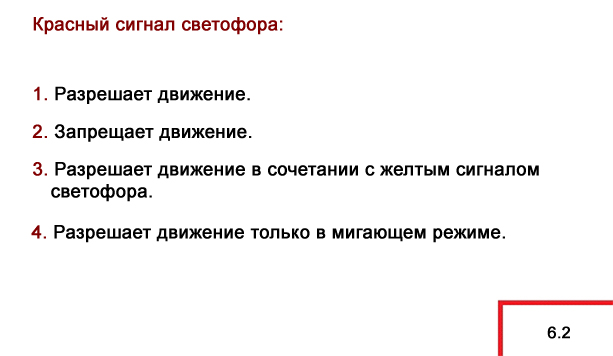 Красный сигнал светофора:
1. Разрешает движение.
2. Запрещает движение.
3. Разрешает движение в сочетании с желтым сигналом
светофора.
4. Разрешает движение только в мигающем режиме.
6.2